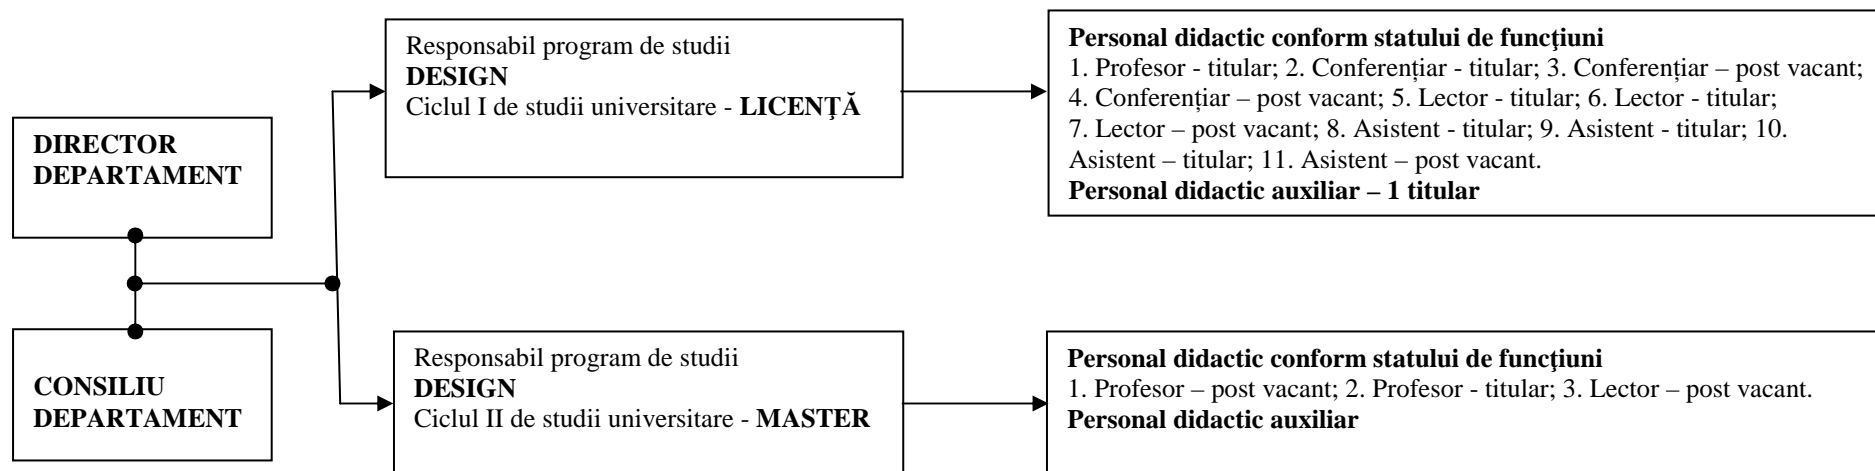 DIRECTOR
DEPARTAMENT
CONSILIU
DEPARTAMENT
Responsabil program de studii
DESIGN
Ciclul I de studii universitare - LICENŢĂ
Personal didactic conform statului de funcţiuni
1. Profesor - titular; 2. Conferențiar - titular; 3. Conferențiar – post vacant;
4. Conferențiar – post vacant; 5. Lector - titular; 6. Lector - titular;
7. Lector – post vacant; 8. Asistent - titular; 9. Asistent - titular; 10.
Asistent – titular; 11. Asistent – post vacant.
Personal didactic auxiliar – 1 titular
Responsabil program de studii
DESIGN
Ciclul II de studii universitare - MASTER
Personal didactic conform statului de funcţiuni
1. Profesor – post vacant; 2. Profesor - titular; 3. Lector – post vacant.
Personal didactic auxiliar